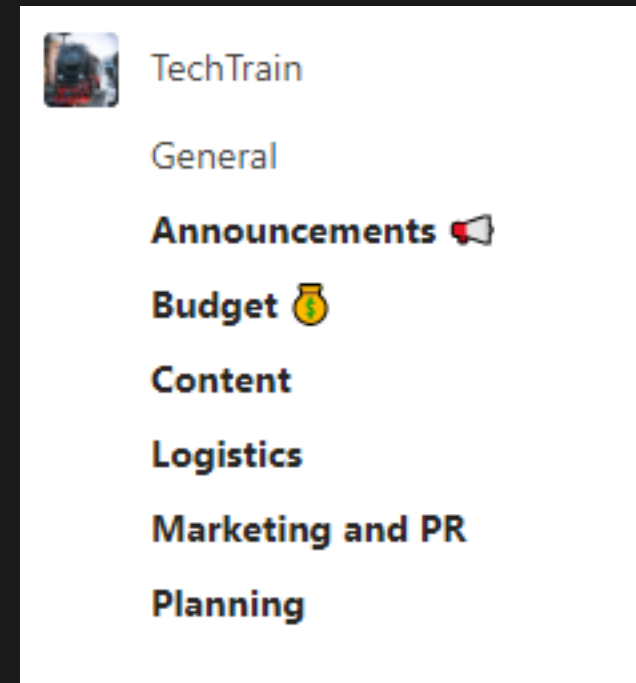 TechTrain
General
Announcements 📢
Budget 💰
Content
Logistics
Marketing and PR
Planning